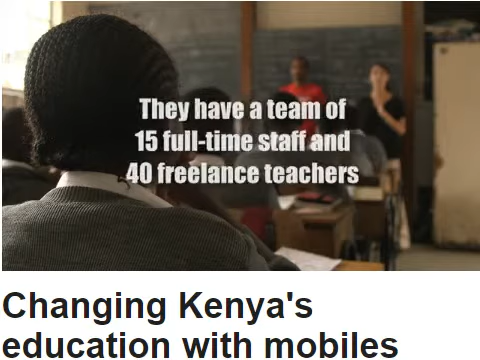 They have a team of
15 full-time staff and
40 freelance teachers
Changing Kenya's
education with mobiles